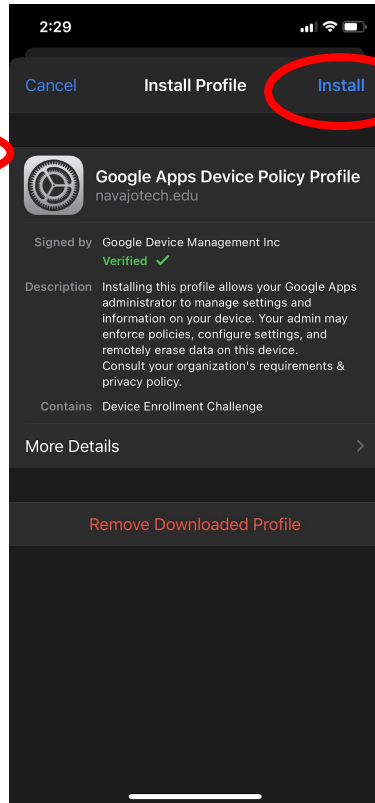 2:29
Cancel Install Profile Install
Google Apps Device Policy Profile
navajotech.edu
Signed by Google Device Management Inc
Verified ✓
Description Installing this profile allows your Google Apps
administrator to manage settings and
information on your device. Your admin may
enforce policies, configure settings, and
remotely erase data on this device.
Consult your organization's requirements &
privacy policy.
Contains Device Enrollment Challenge
More Details
Remove Downloaded Profile